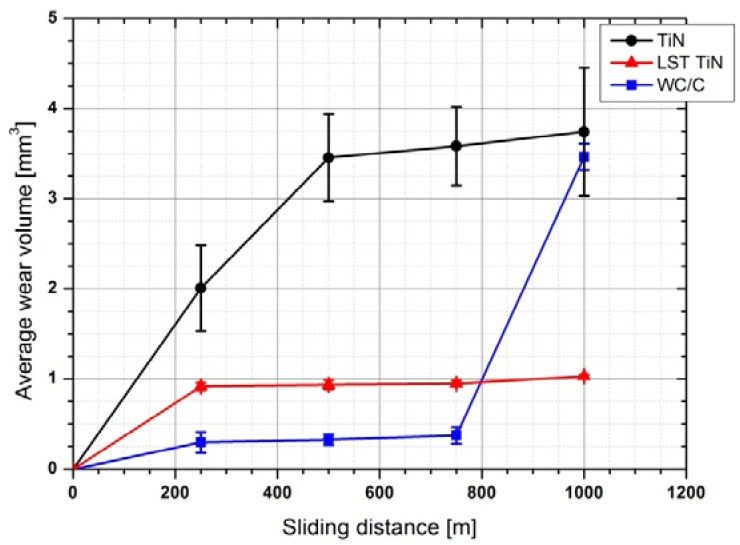 5
4
3
2
1
0
Average wear volume [mm³]
TiN
LST TiN
WC/C
0 200 400 600 800 1000 1200
Sliding distance [m]